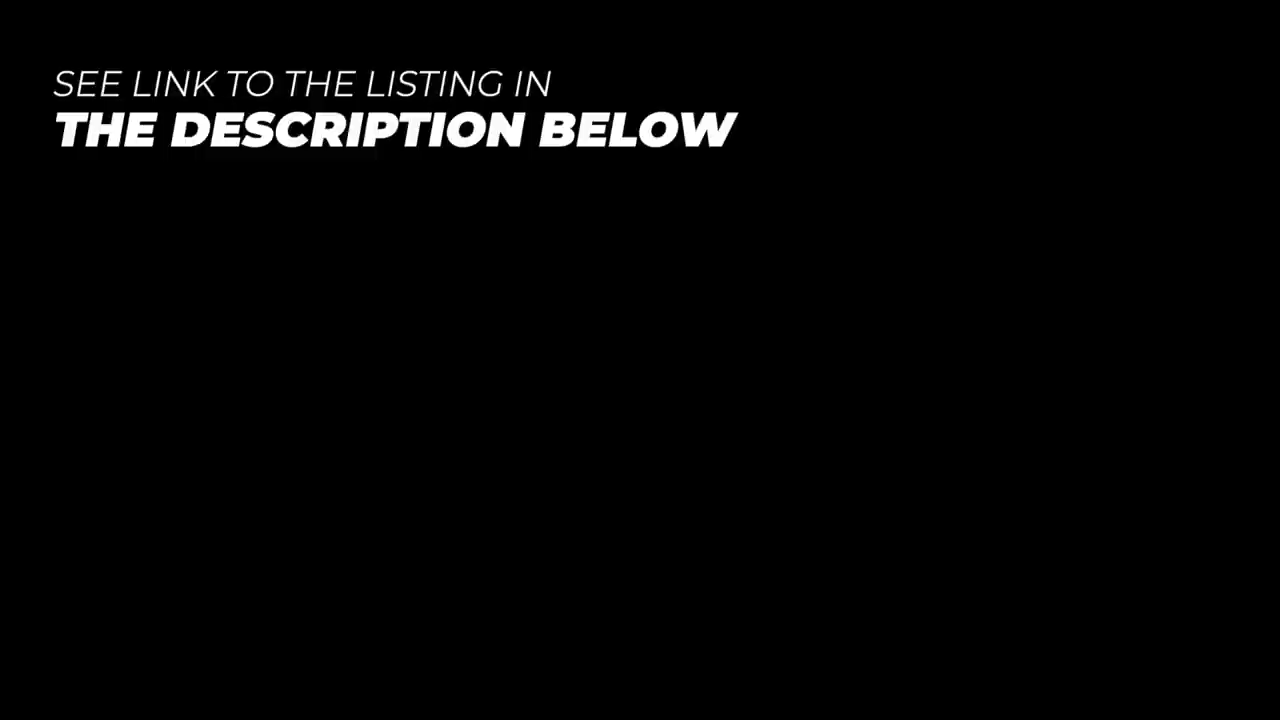 SEE LINK TO THE LISTING IN
THE DESCRIPTION BELOW